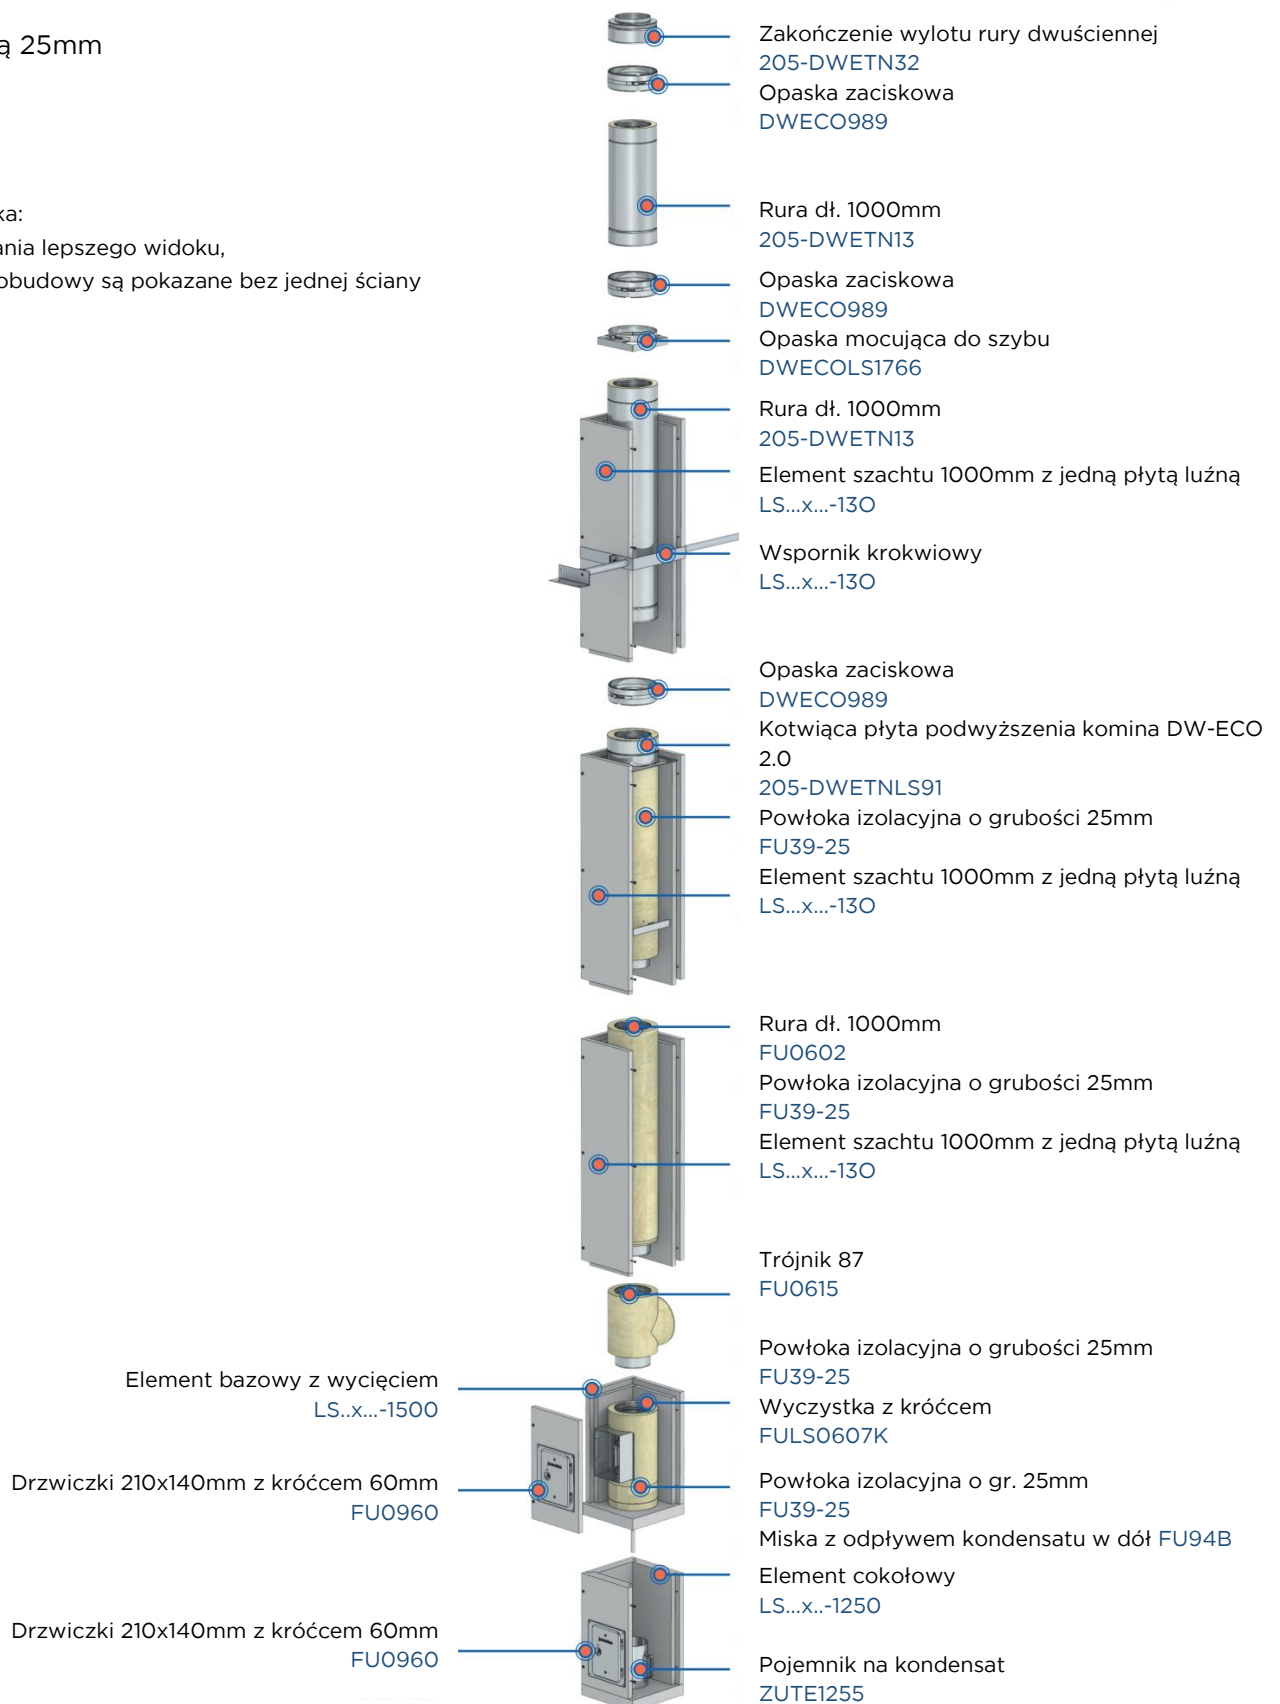 ą 25mm
ka:
ania lepszego widoku,
obudowy są pokazane bez jednej ściany
Zakończenie wylotu rury dwuściennej
205-DWETN32
Opaska zaciskowa
DWECO989
Rura dł. 1000mm
205-DWETN13
Opaska zaciskowa
DWECO989
Opaska mocująca do szybu
DWECOLS1766
Rura dł. 1000mm
205-DWETN13
Element szachtu 1000mm z jedną płytą luźną
LS...x...-13O
Wspornik krokwiowy
LS...x...-13O
Opaska zaciskowa
DWECO989
Kotwiąca płyta podwyższenia komina DW-ECO
2.0
205-DWETNLS91
Powłoka izolacyjna o grubości 25mm
FU39-25
Element szachtu 1000mm z jedną płytą luźną
LS...x...-13O
Rura dł. 1000mm
FU0602
Powłoka izolacyjna o grubości 25mm
FU39-25
Element szachtu 1000mm z jedną płytą luźną
LS...x...-13O
Trójnik 87
FU0615
Powłoka izolacyjna o grubości 25mm
FU39-25
Wyczystka z króćcem
FULS0607K
Powłoka izolacyjna o gr. 25mm
FU39-25
Miska z odpływem kondensatu w dół FU94B
Element cokołowy
LS...x..-1250
Pojemnik na kondensat
ZUTE1255
Element bazowy z wycięciem
LS..x...-1500
Drzwiczki 210x140mm z króćcem 60mm
FU0960
Drzwiczki 210x140mm z króćcem 60mm
FU0960